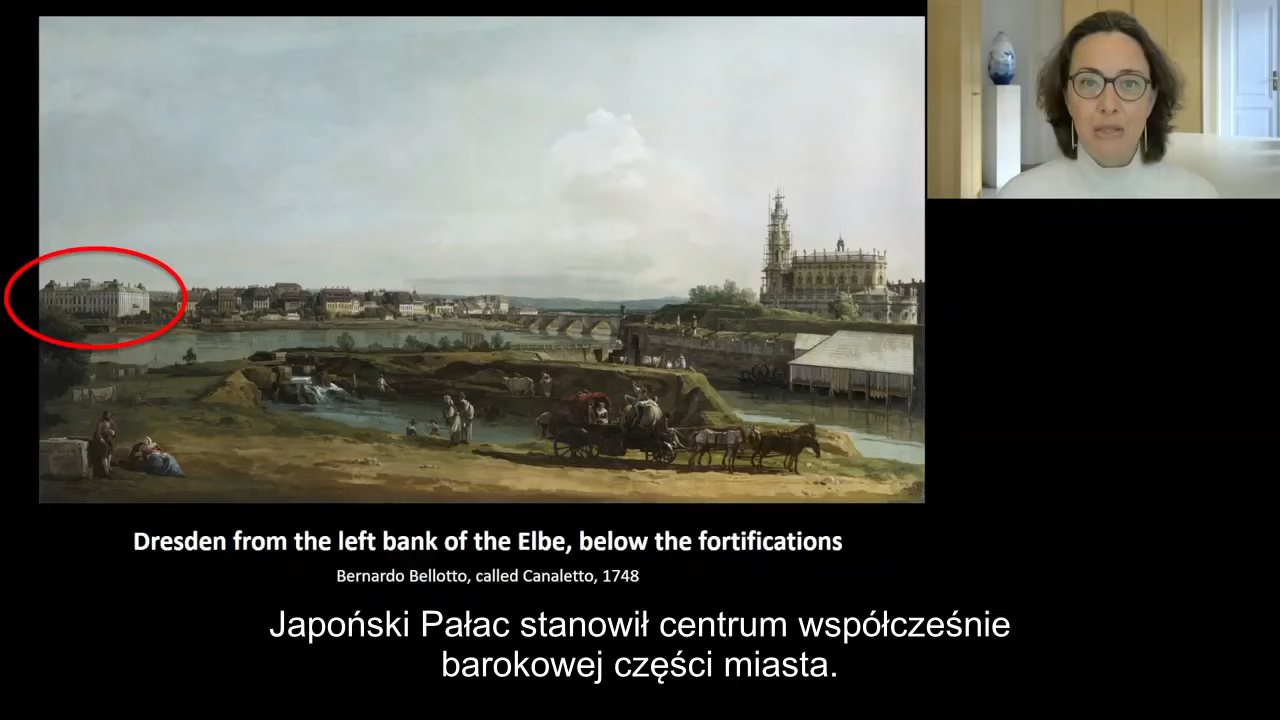 Dresden from the left bank of the Elbe, below the fortifications
Bernardo Bellotto, called Canaletto, 1748
Japoński Pałac stanowił centrum współcześnie
barokowej części miasta.